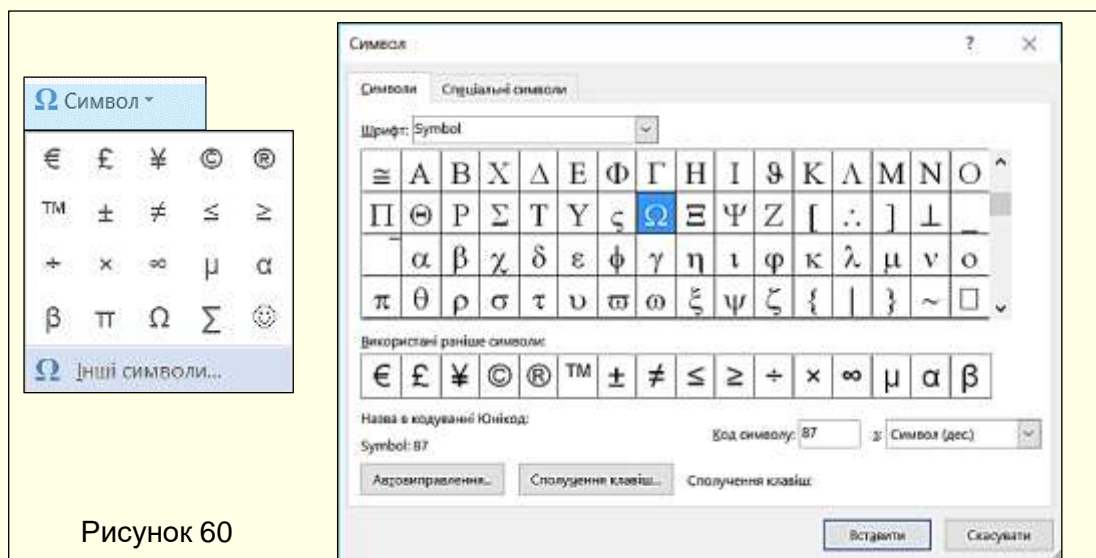 Ω Символ
€ £ ¥ © ®
™ ± ≠ ≤ ≥
÷ × ∞ µ α
β π Ω Σ ☺
Ω Інші символи...
Рисунок 60
Символ ? ×
Символи Спеціальні символи
Шрифт: Symbol
≅ Α Β Χ Δ Ε Φ Γ Η Ι ϑ Κ Λ Μ Ν Ο
Π Θ Ρ Σ Τ Υ ς Ω Ξ Ψ Ζ [ ∴ ] ⊥ _
‾ α β χ δ ε ϕ γ η ι φ κ λ μ ν ο
π θ ρ σ τ υ ϖ ω ξ ψ ζ { | } ~ □
Використані раніше символи:
€ £ ¥ © ® ™ ± ≠ ≤ ≥ ÷ × ∞ µ α β
Назва в кодуванні Юнікод:
Symbol: 87
Код символу: 87 з: Символ (дес.)
Автовиправлення... Сполучення клавіш... Сполучення клавіш:
Вставити Скасувати